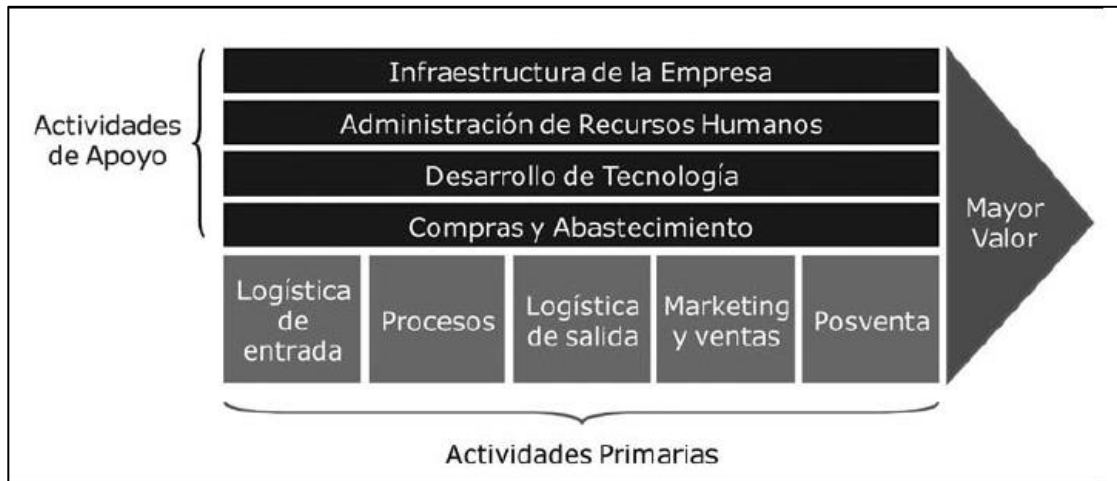 Infraestructura de la Empresa
Administración de Recursos Humanos
Desarrollo de Tecnología
Compras y Abastecimiento
Actividades
de Apoyo
Logística
de
entrada
Procesos
Logística
de salida
Marketing
y ventas
Posventa
Mayor
Valor
Actividades Primarias